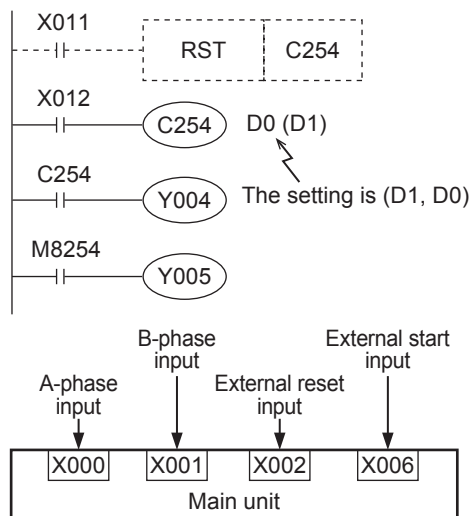 X011
RST C254
X012
C254 D0 (D1)
C254
Y004 The setting is (D1, D0)
M8254
Y005
B-phase input
External start input
A-phase input
External reset input
X000 X001 X002 X006
Main unit